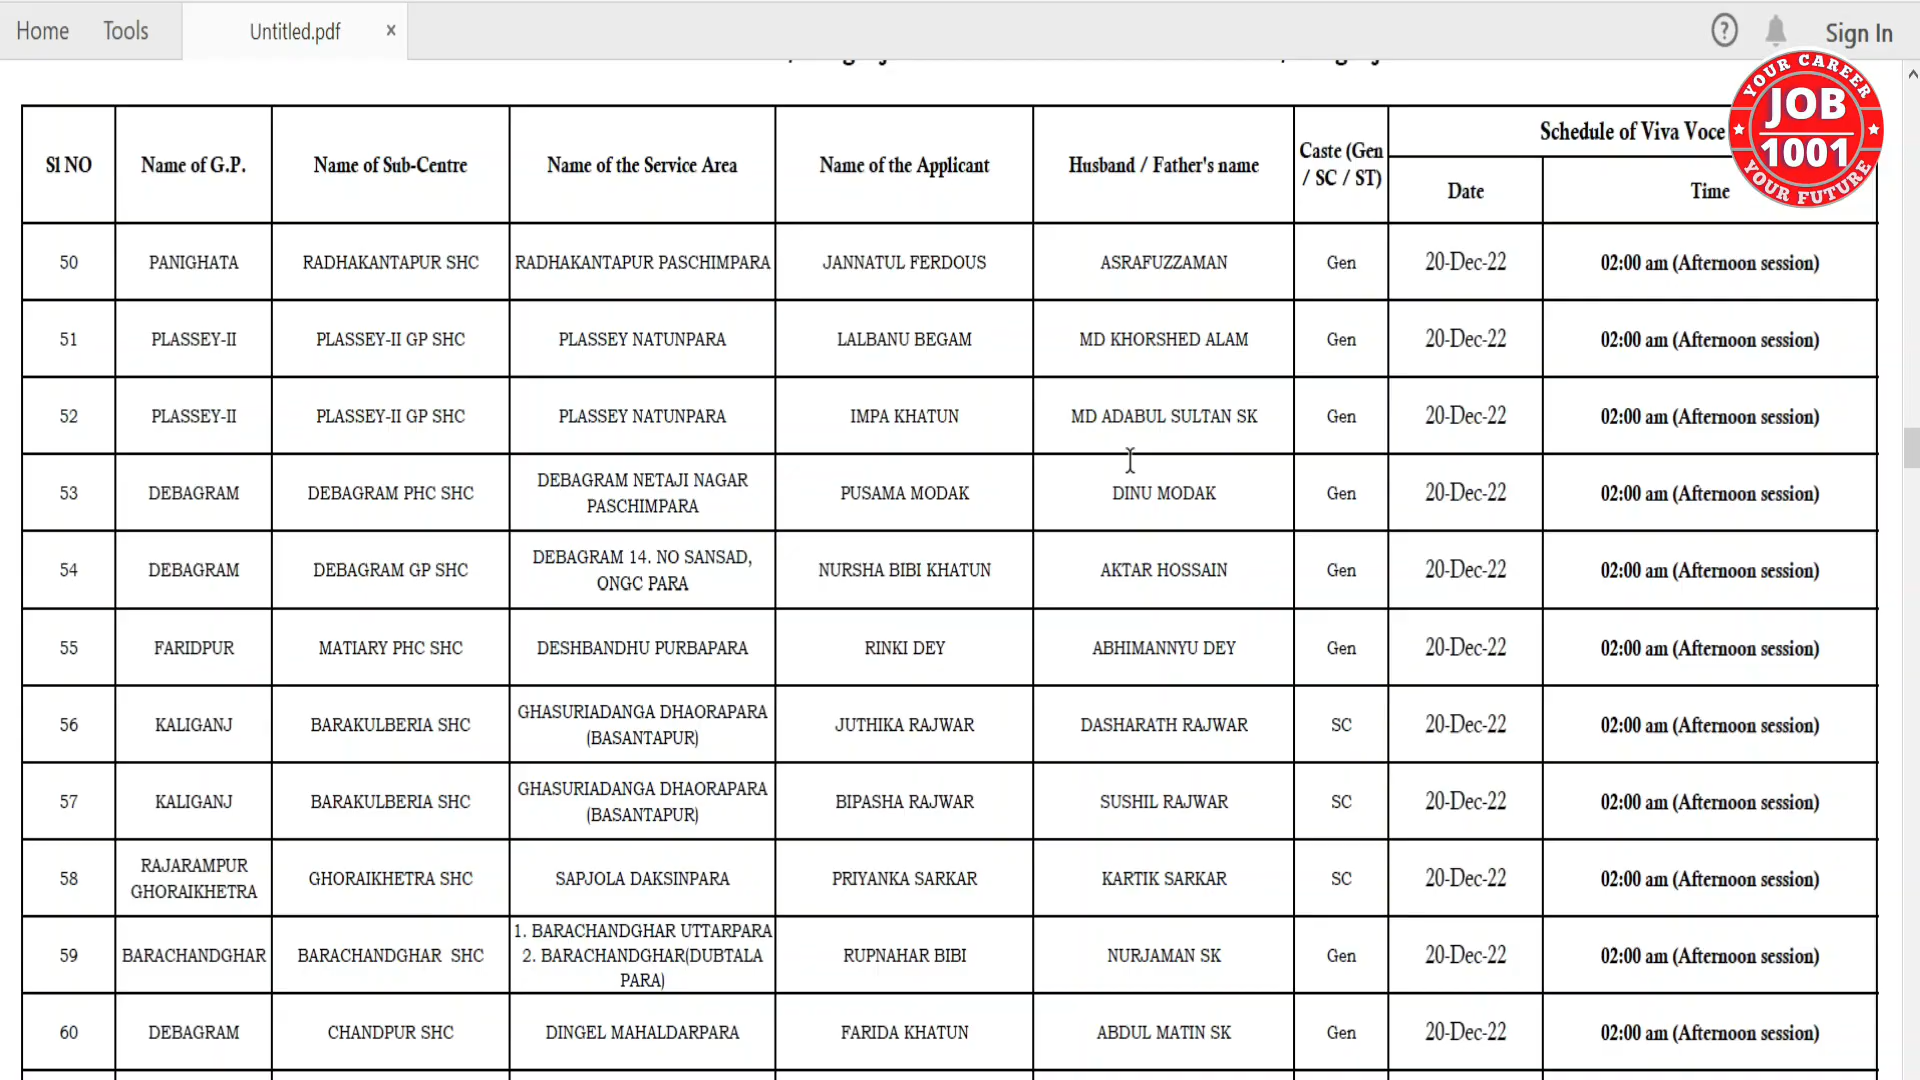 Home Tools Untitled.pdf × ? Sign In
YOUR CAREER
JOB
1001
YOUR FUTURE
Sl NO Name of G.P. Name of Sub-Centre Name of the Service Area Name of the Applicant Husband / Father's name Caste (Gen / SC / ST) Schedule of Viva Voce
Date Time
50 PANIGHATA RADHAKANTAPUR SHC RADHAKANTAPUR PASCHIMPARA JANNATUL FERDOUS ASRAFUZZAMAN Gen 20-Dec-22 02:00 am (Afternoon session)
51 PLASSEY-II PLASSEY-II GP SHC PLASSEY NATUNPARA LALBANU BEGAM MD KHORSHED ALAM Gen 20-Dec-22 02:00 am (Afternoon session)
52 PLASSEY-II PLASSEY-II GP SHC PLASSEY NATUNPARA IMPA KHATUN MD ADABUL SULTAN SK Gen 20-Dec-22 02:00 am (Afternoon session)
53 DEBAGRAM DEBAGRAM PHC SHC DEBAGRAM NETAJI NAGAR PASCHIMPARA PUSAMA MODAK DINU MODAK Gen 20-Dec-22 02:00 am (Afternoon session)
54 DEBAGRAM DEBAGRAM GP SHC DEBAGRAM 14. NO SANSAD, ONGC PARA NURSHA BIBI KHATUN AKTAR HOSSAIN Gen 20-Dec-22 02:00 am (Afternoon session)
55 FARIDPUR MATIARY PHC SHC DESHBANDHU PURBAPARA RINKI DEY ABHIMANNYU DEY Gen 20-Dec-22 02:00 am (Afternoon session)
56 KALIGANJ BARAKULBERIA SHC GHASURIADANGA DHAORAPARA (BASANTAPUR) JUTHIKA RAJWAR DASHARATH RAJWAR SC 20-Dec-22 02:00 am (Afternoon session)
57 KALIGANJ BARAKULBERIA SHC GHASURIADANGA DHAORAPARA (BASANTAPUR) BIPASHA RAJWAR SUSHIL RAJWAR SC 20-Dec-22 02:00 am (Afternoon session)
58 RAJARAMPUR GHORAIKHETRA GHORAIKHETRA SHC SAPJOLA DAKSINPARA PRIYANKA SARKAR KARTIK SARKAR SC 20-Dec-22 02:00 am (Afternoon session)
59 BARACHANDGHAR BARACHANDGHAR SHC 1. BARACHANDGHAR UTTARPARA 2. BARACHANDGHAR(DUBTALA PARA) RUPNAHAR BIBI NURJAMAN SK Gen 20-Dec-22 02:00 am (Afternoon session)
60 DEBAGRAM CHANDPUR SHC DINGEL MAHALDARPARA FARIDA KHATUN ABDUL MATIN SK Gen 20-Dec-22 02:00 am (Afternoon session)